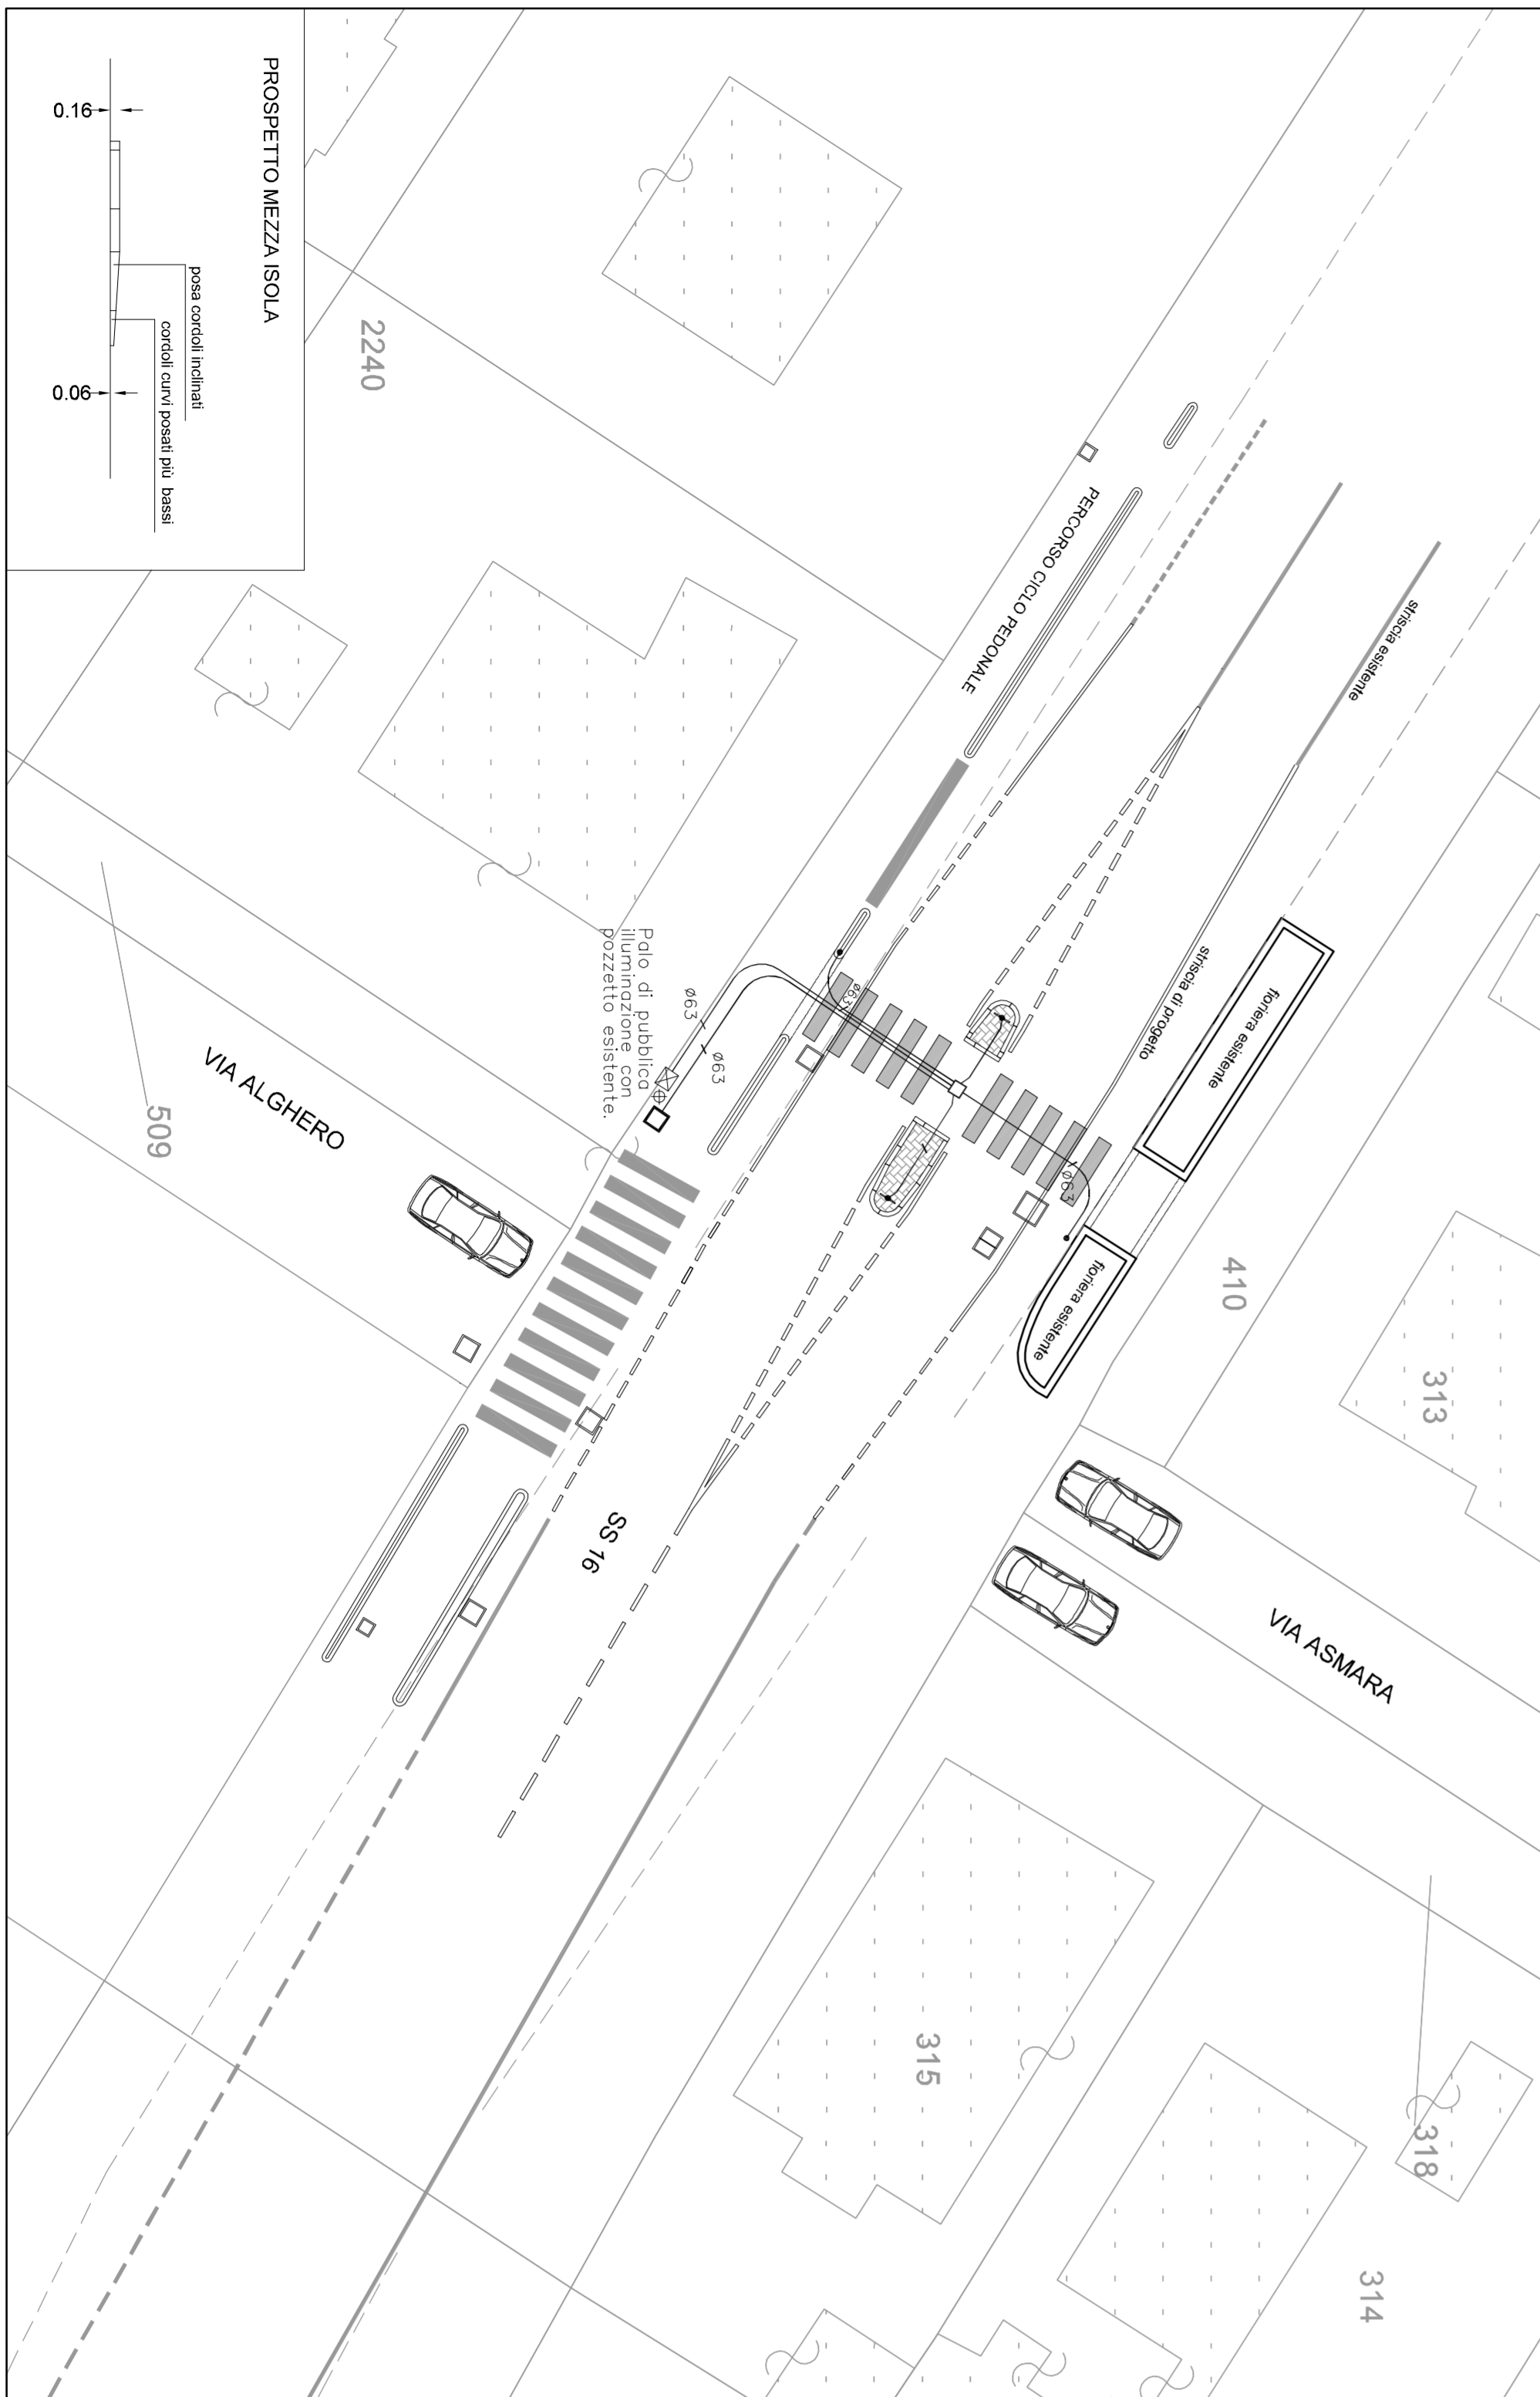 PROSPETTO MEZZA ISOLA
posa cordoli inclinati
cordoli curvi posati più bassi
0.16
0.06
2240
PERCORSO CICLO PEDONALE
striscia esistente
striscia di progetto
fioriera esistente
fioriera esistente
Palo di pubblica
illuminazione con
pozzetto esistente.
Ø63
Ø63
Ø63
Ø63
VIA ALGHERO
509
410
313
SS 16
VIA ASMARA
315
318
314